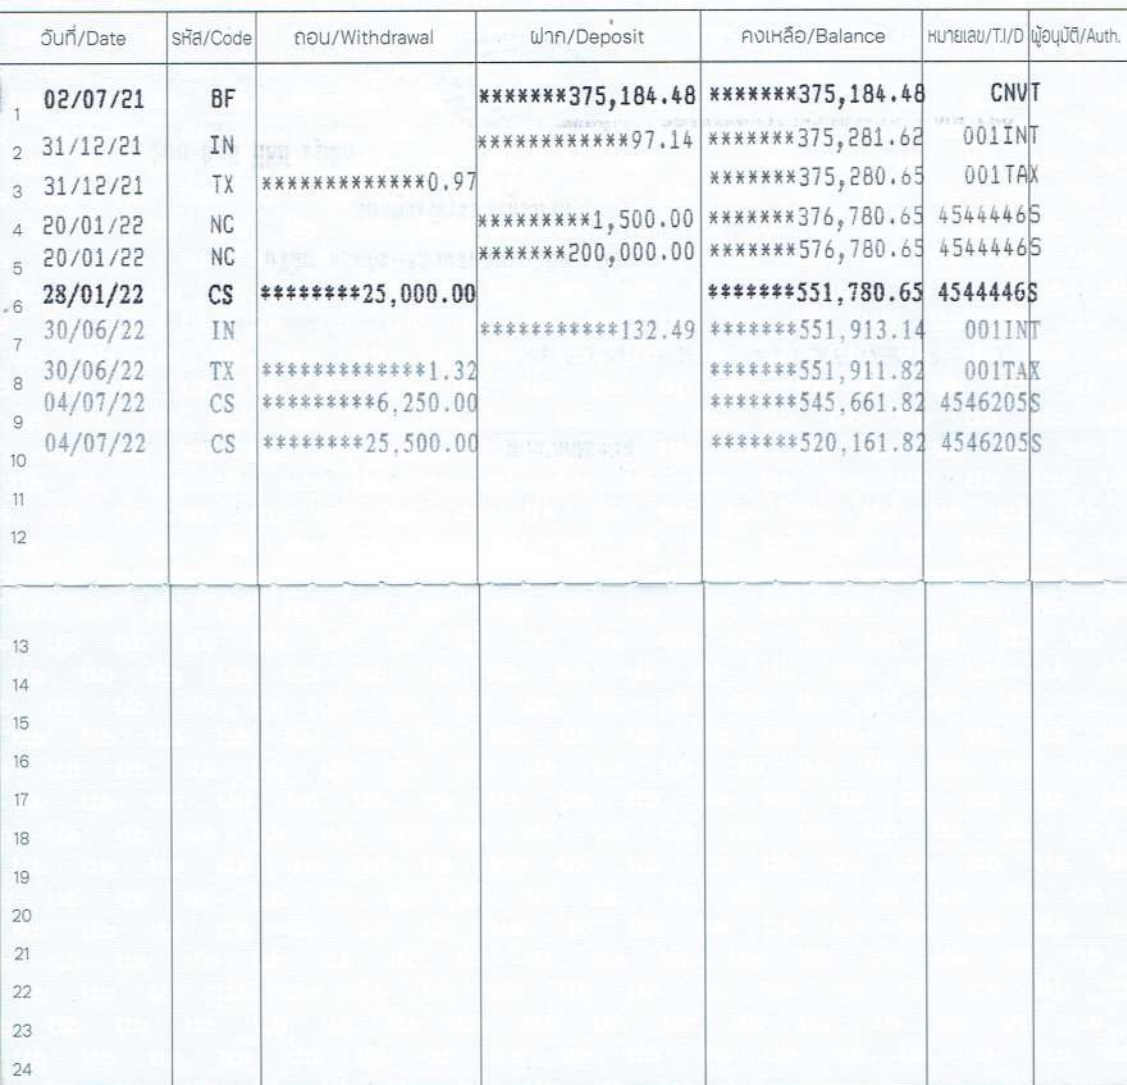 วันที่/Date รหัส/Code ถอน/Withdrawal ฝาก/Deposit คงเหลือ/Balance หมายเลข/T.I/D ผู้อนุมัติ/Auth.
1 02/07/21 BF *******375,184.48 *******375,184.48 CNVT
2 31/12/21 IN ************97.14 *******375,281.62 001INT
3 31/12/21 TX *************0.97 *******375,280.65 001TAX
4 20/01/22 NC *********1,500.00 *******376,780.65 4544446S
5 20/01/22 NC *******200,000.00 *******576,780.65 4544446S
6 28/01/22 CS ********25,000.00 *******551,780.65 4544446S
7 30/06/22 IN ***********132.49 *******551,913.14 001INT
8 30/06/22 TX *************1.32 *******551,911.82 001TAX
9 04/07/22 CS *********6,250.00 *******545,661.82 4546205S
10 04/07/22 CS ********25,500.00 *******520,161.82 4546205S
11
12
13
14
15
16
17
18
19
20
21
22
23
24